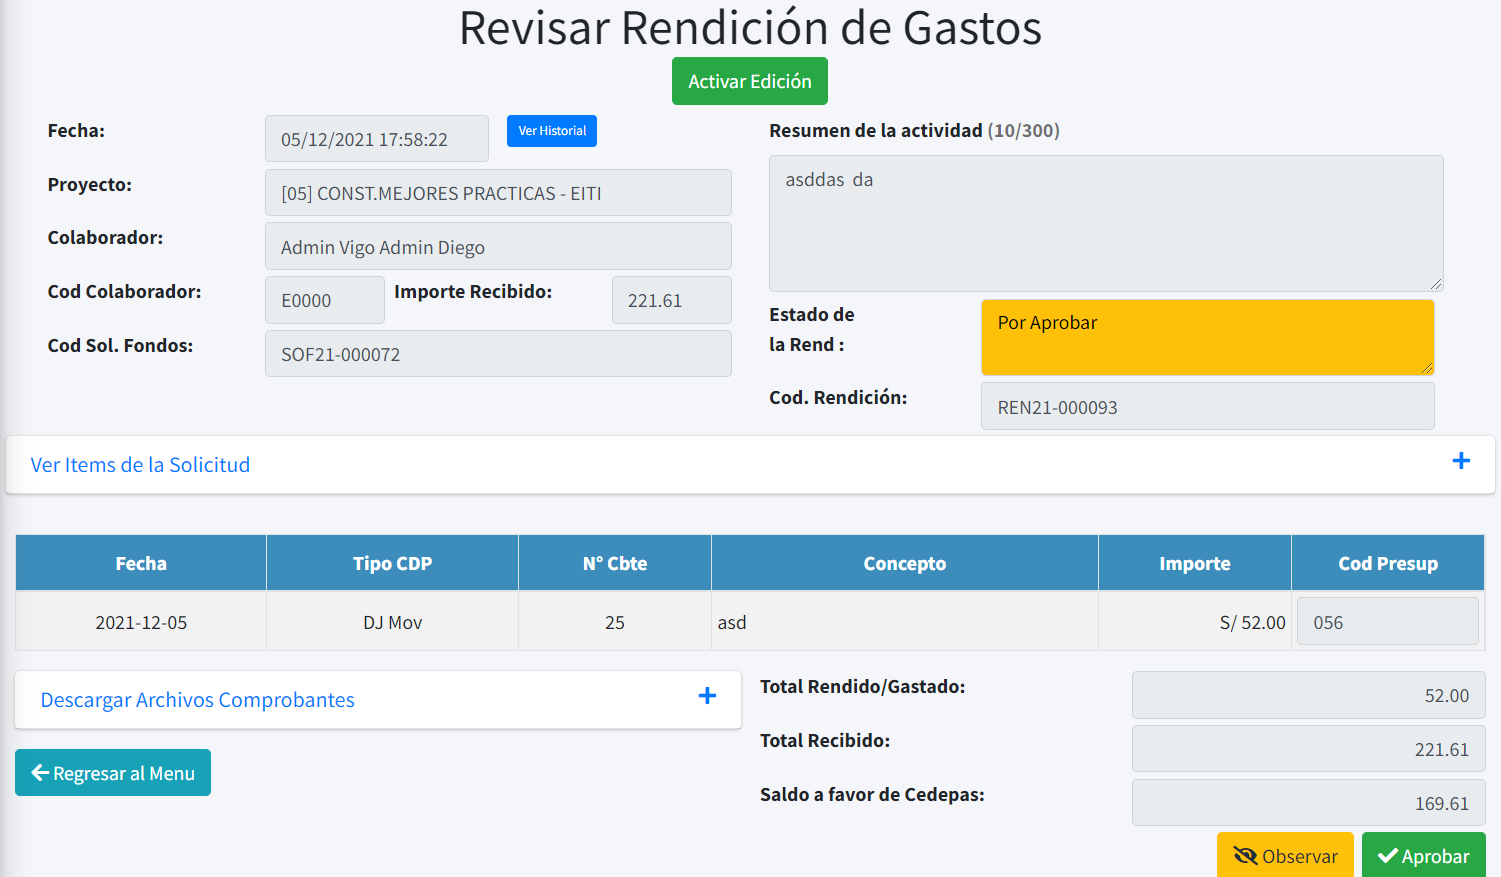 Revisar Rendición de Gastos
Activar Edición
Fecha:
05/12/2021 17:58:22
Ver Historial
Proyecto:
[05] CONST.MEJORES PRACTICAS - EITI
Colaborador:
Admin Vigo Admin Diego
Cod Colaborador:
E0000
Importe Recibido:
221.61
Cod Sol. Fondos:
SOF21-000072
Resumen de la actividad (10/300)
asddas  da
Estado de
la Rend :
Por Aprobar
Cod. Rendición:
REN21-000093
Ver Items de la Solicitud
Fecha Tipo CDP N° Cbte Concepto Importe Cod Presup
2021-12-05 DJ Mov 25 asd S/ 52.00 056
Descargar Archivos Comprobantes
Regresar al Menu
Total Rendido/Gastado:
52.00
Total Recibido:
221.61
Saldo a favor de Cedepas:
169.61
Observar
Aprobar